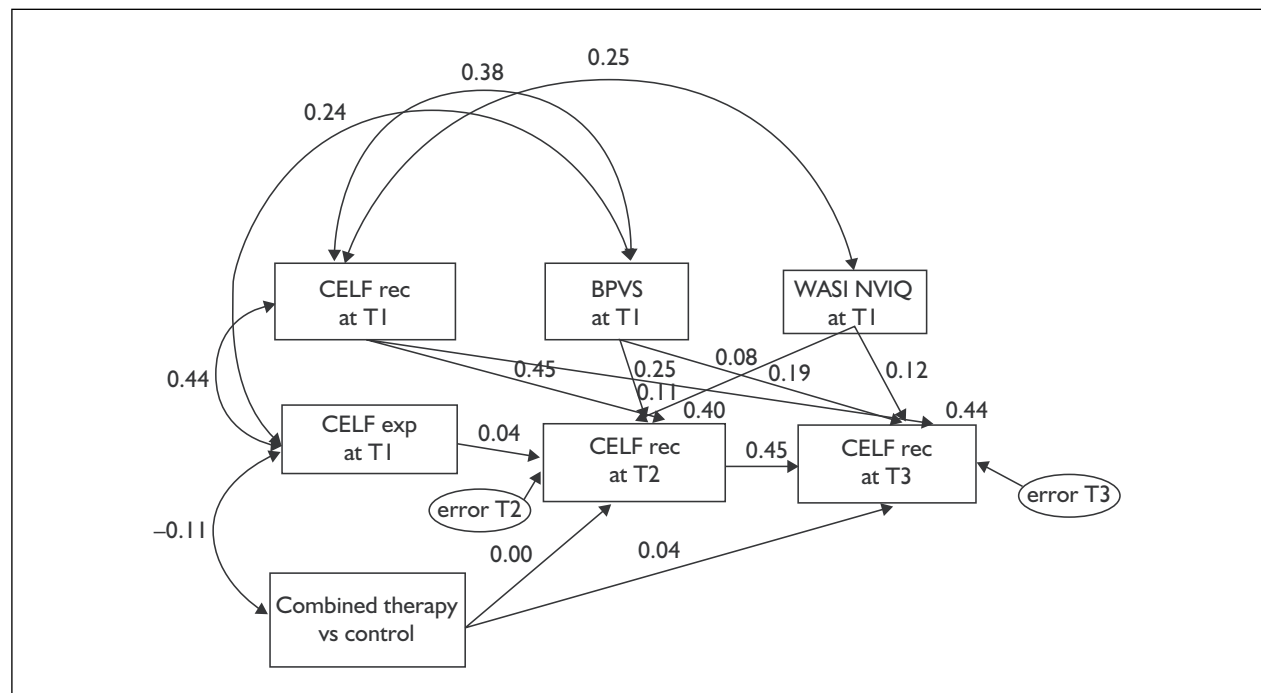 0.25
0.38
0.24
CELF rec
at T1
BPVS
at T1
WASI NVIQ
at T1
0.44
0.45
0.25
0.11
0.08
0.19
0.12
0.40
0.44
CELF exp
at T1
0.04
CELF rec
at T2
0.45
CELF rec
at T3
error T2
error T3
–0.11
0.00
0.04
Combined therapy
vs control